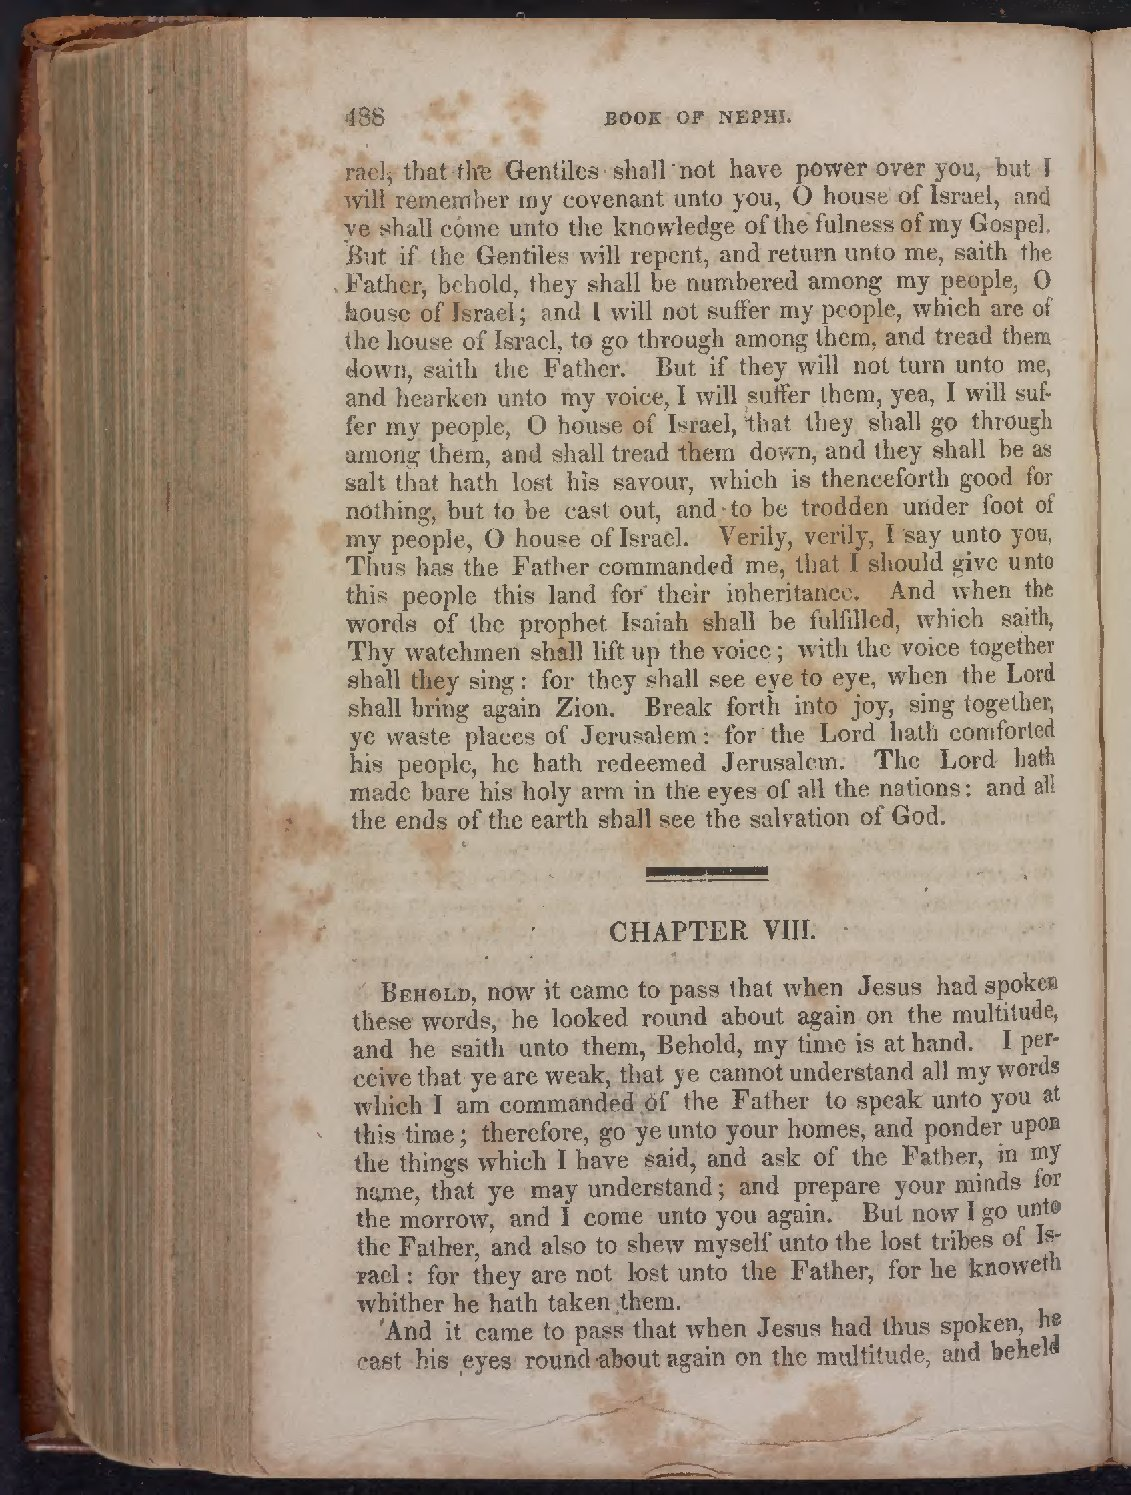 488 BOOK OF NEPHI.
rael, that the Gentiles shall not have power over you, but I
will remember my covenant unto you, O house of Israel, and
ye shall come unto the knowledge of the fulness of my Gospel.
But if the Gentiles will repent, and return unto me, saith the
Father, behold, they shall be numbered among my people, O
house of Israel; and I will not suffer my people, which are of
the house of Israel, to go through among them, and tread them
down, saith the Father. But if they will not turn unto me,
and hearken unto my voice, I will suffer them, yea, I will suf-
fer my people, O house of Israel, that they shall go through
among them, and shall tread them down, and they shall be as
salt that hath lost his savour, which is thenceforth good for
nothing, but to be cast out, and to be trodden under foot of
my people, O house of Israel. Verily, verily, I say unto you,
Thus has the Father commanded me, that I should give unto
this people this land for their inheritance. And when the
words of the prophet Isaiah shall be fulfilled, which saith,
Thy watchmen shall lift up the voice; with the voice together
shall they sing: for they shall see eye to eye, when the Lord
shall bring again Zion. Break forth into joy, sing together,
ye waste places of Jerusalem: for the Lord hath comforted
his people, he hath redeemed Jerusalem. The Lord hath
made bare his holy arm in the eyes of all the nations: and all
the ends of the earth shall see the salvation of God.
CHAPTER VIII.
BEHOLD, now it came to pass that when Jesus had spoken
these words, he looked round about again on the multitude,
and he saith unto them, Behold, my time is at hand. I per-
ceive that ye are weak, that ye cannot understand all my words
which I am commanded of the Father to speak unto you at
this time; therefore, go ye unto your homes, and ponder upon
the things which I have said, and ask of the Father, in my
name, that ye may understand; and prepare your minds for
the morrow, and I come unto you again. But now I go unto
the Father, and also to shew myself unto the lost tribes of Is-
rael: for they are not lost unto the Father, for he knoweth
whither he hath taken them.
And it came to pass that when Jesus had thus spoken, he
cast his eyes round about again on the multitude, and beheld